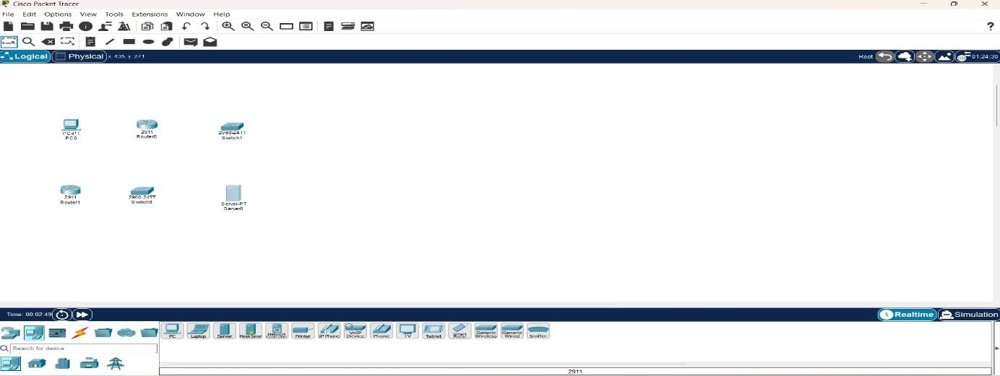 Cisco Packet Tracer
File Edit Options View Tools Extensions Window Help
?
Logical Physical x: 435, y: 271 Root 01:24:30
PC-PT
PC0
2911
Router0
2960-24TT
Switch1
2911
Router1
2960-24TT
Switch0
Server-PT
Server0
Time: 00:02:49 Realtime Simulation
PC Laptop Server Meraki Server Network Controller Printer IP Phone VoIP Device Phone TV Tablet Smart Phone Generic Wireless Generic Wired Sniffer
Search for device
2911